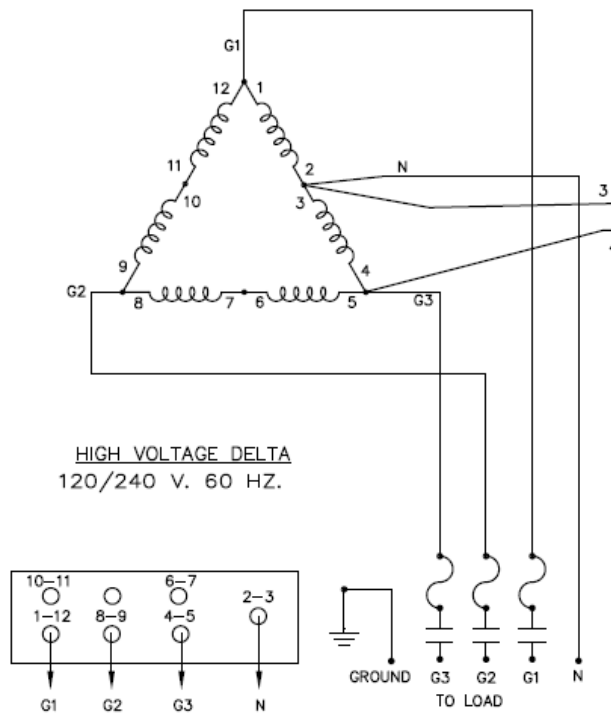 G1
12 1
11
10
2
3
N
3
9
4
G2
8 7 6 5
G3
HIGH VOLTAGE DELTA
120/240 V. 60 HZ.
10-11
6-7
2-3
1-12
8-9
4-5
G1 G2 G3 N
GROUND
G3 G2 G1 N
TO LOAD